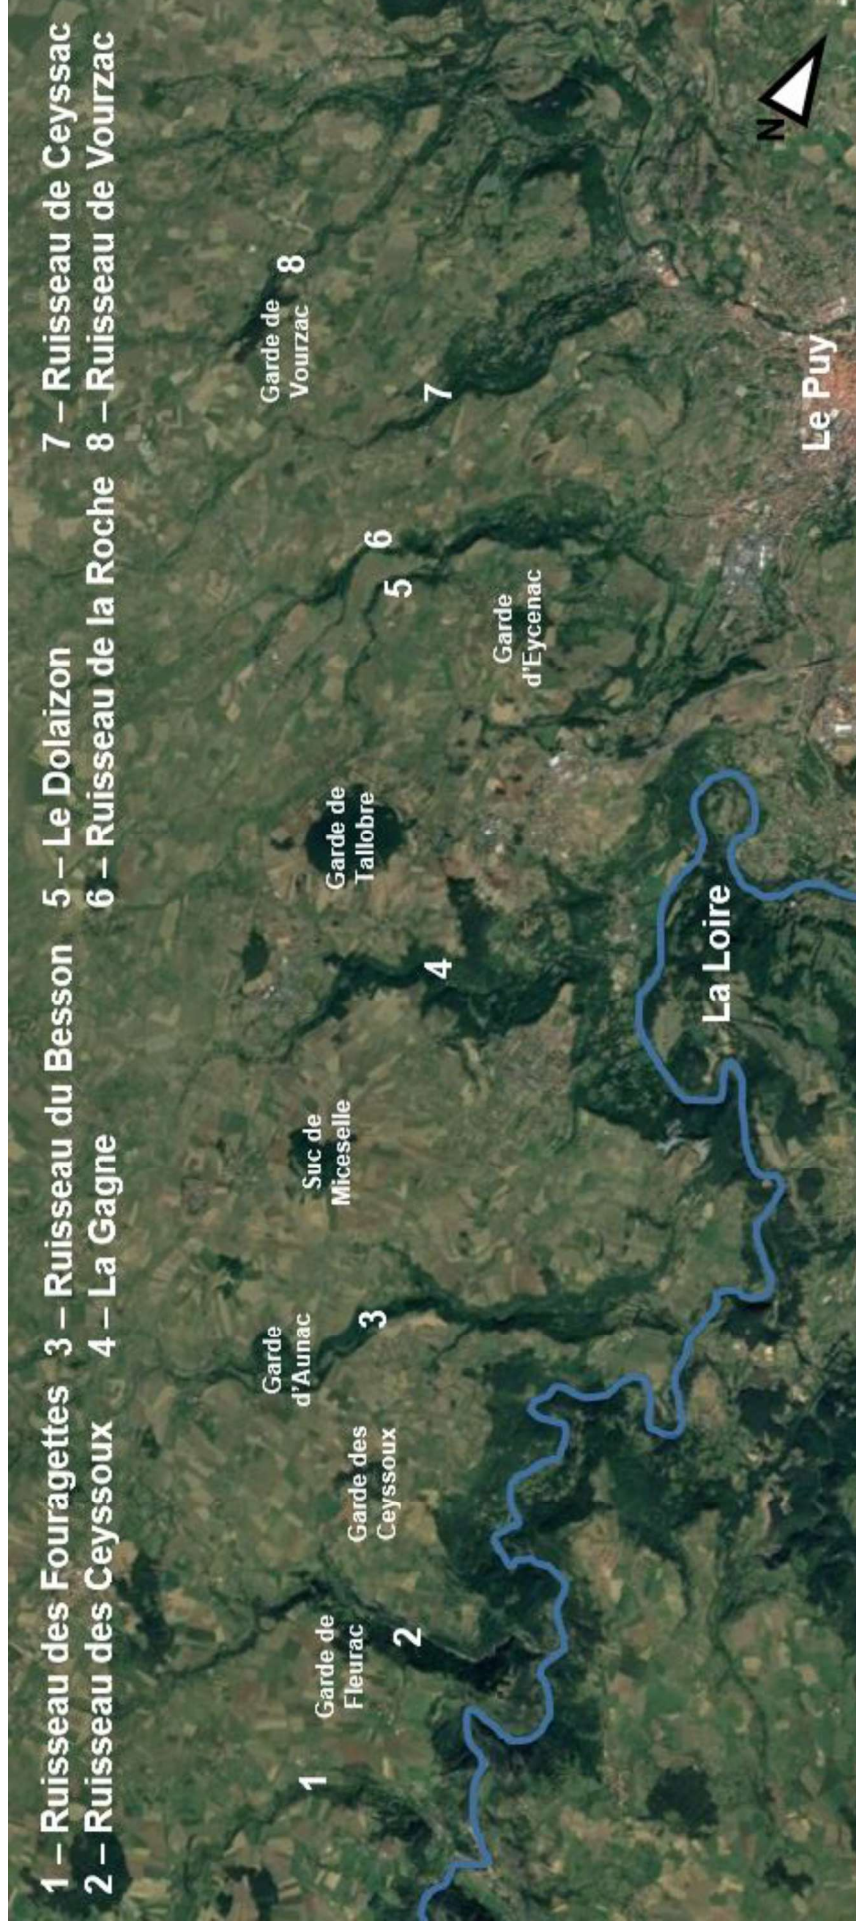 1 – Ruisseau des Fouragettes
2 – Ruisseau des Ceyssoux
3 – Ruisseau du Besson
4 – La Gagne
5 – Le Dolaizon
6 – Ruisseau de la Roche
7 – Ruisseau de Ceyssac
8 – Ruisseau de Vourzac
1
Garde de
Fleurac
2
Garde des
Ceyssoux
Garde
d'Aunac
3
Suc de
Miceselle
4
Garde de
Tallobre
5
6
Garde
d'Eycenac
7
Garde de
Vourzac
8
La Loire
Le Puy
N